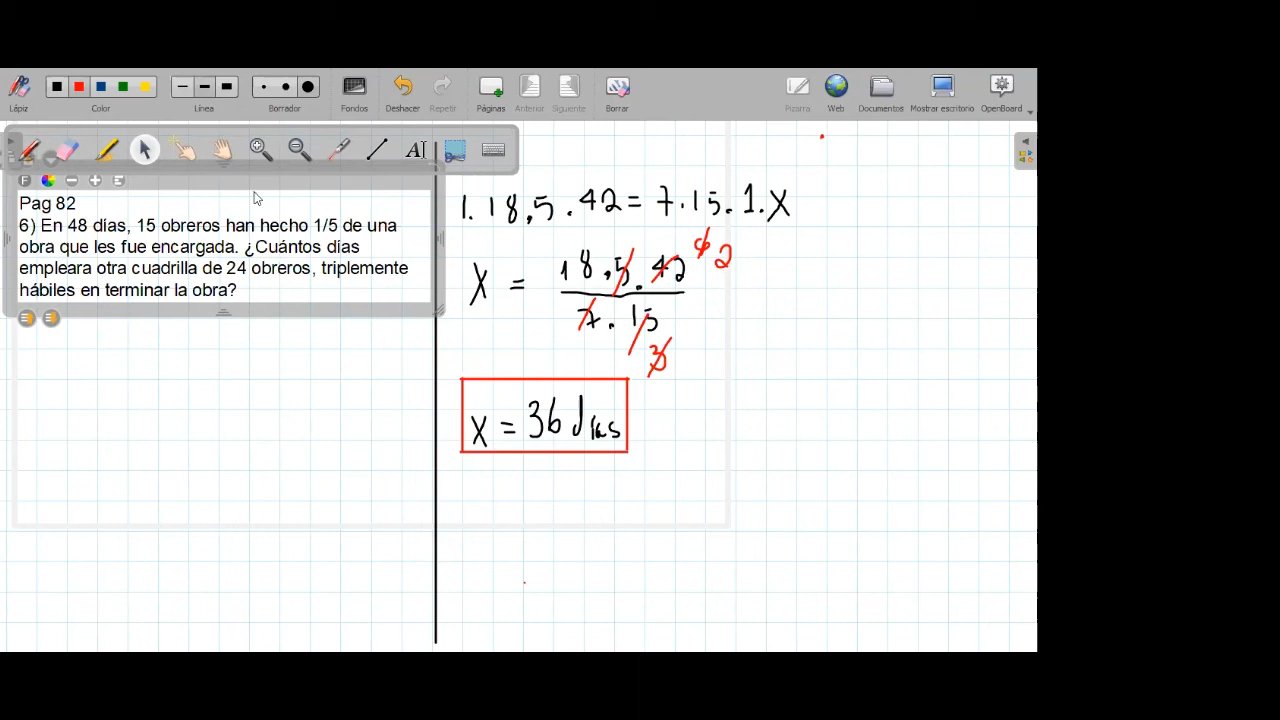 Lápiz Color Línea Borrador Fondos Deshacer Repetir Páginas Anterior Siguiente Borrar Pizarra Web Documentos Mostrar escritorio OpenBoard
Pag 82
6) En 48 días, 15 obreros han hecho 1/5 de una
obra que les fue encargada. ¿Cuántos días
empleara otra cuadrilla de 24 obreros, triplemente
hábiles en terminar la obra?
1.18.5.42=7.15.1.X
X = 18.5.42 6 2
7.15
3
X = 36 días